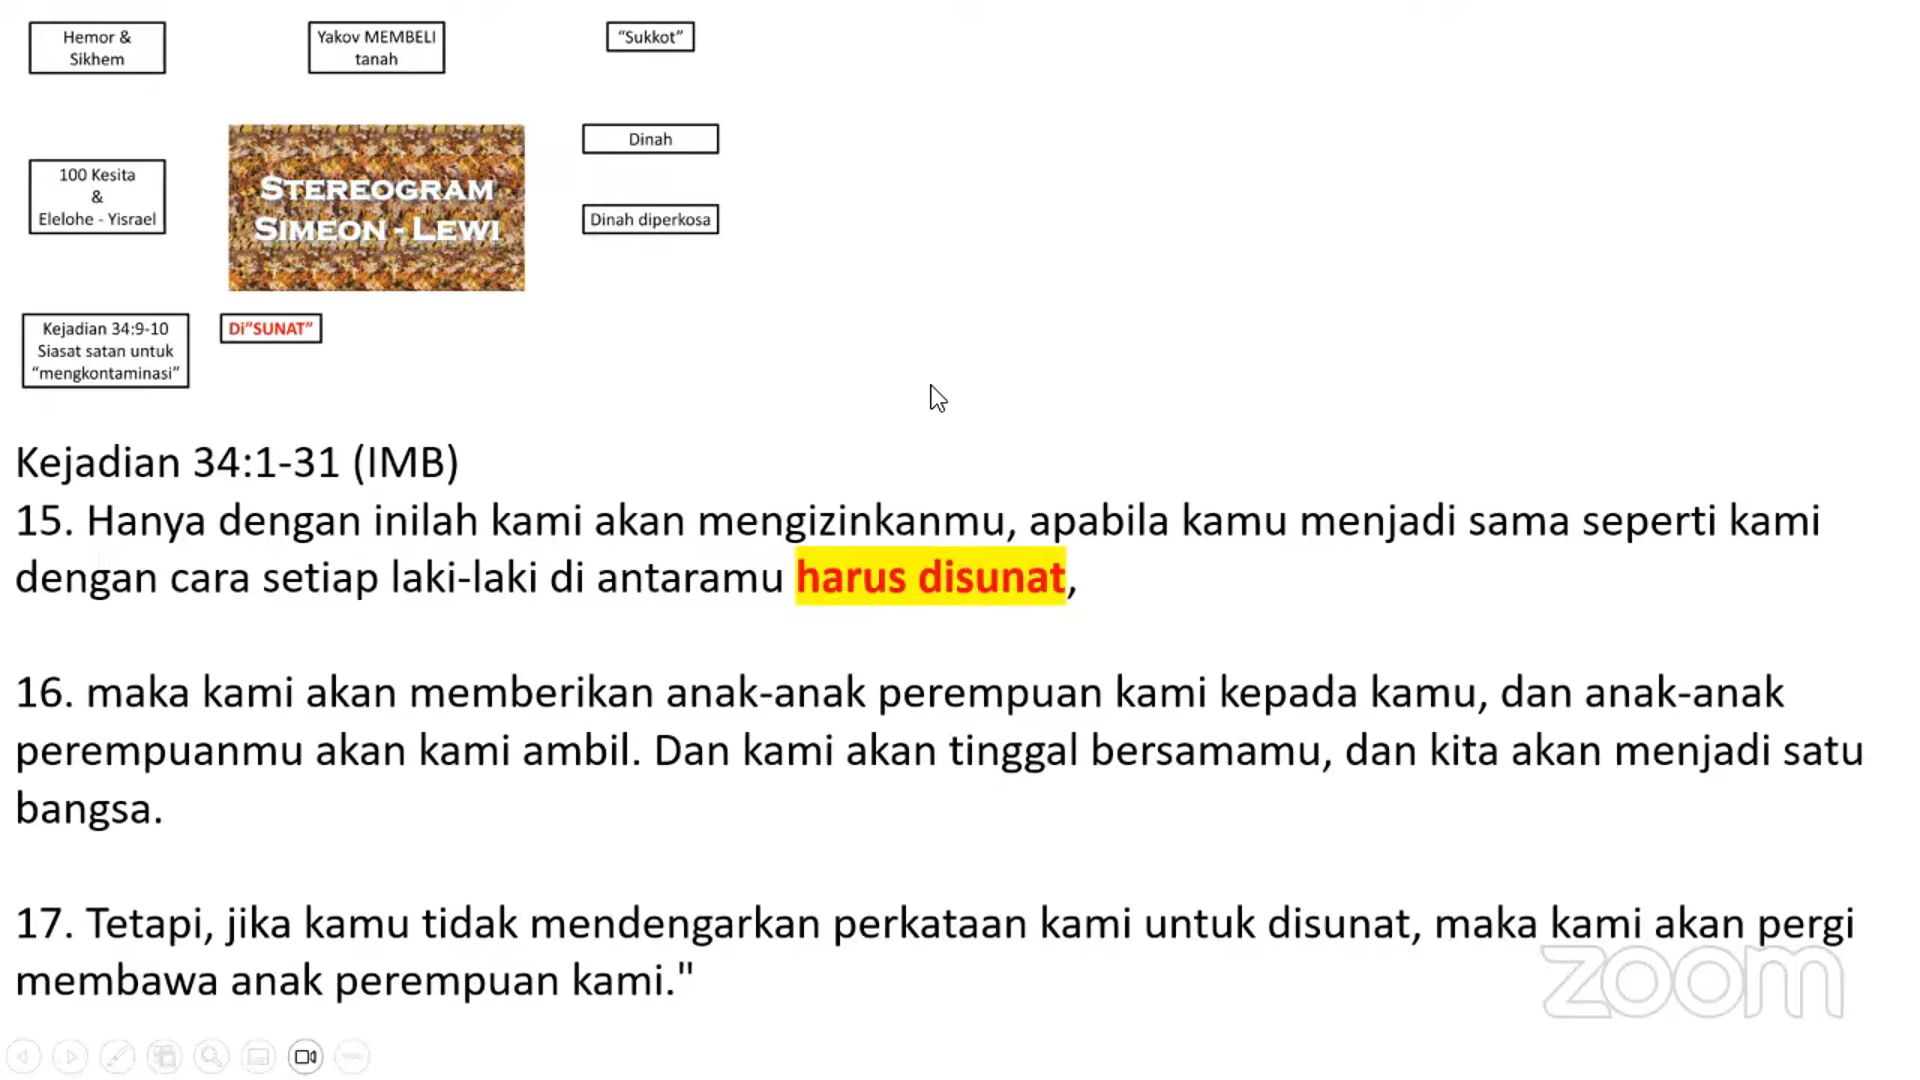 Hemor &
Sikhem
Yakov MEMBELI
tanah
“Sukkot”
100 Kesita
&
Elelohe - Yisrael
STEREOGRAM
SIMEON - LEWI
Dinah
Dinah diperkosa
Kejadian 34:9-10
Siasat satan untuk
“mengkontaminasi”
Di”SUNAT”
Kejadian 34:1-31 (IMB)
15. Hanya dengan inilah kami akan mengizinkanmu, apabila kamu menjadi sama seperti kami
dengan cara setiap laki-laki di antaramu harus disunat,
16. maka kami akan memberikan anak-anak perempuan kami kepada kamu, dan anak-anak
perempuanmu akan kami ambil. Dan kami akan tinggal bersamamu, dan kita akan menjadi satu
bangsa.
17. Tetapi, jika kamu tidak mendengarkan perkataan kami untuk disunat, maka kami akan pergi
membawa anak perempuan kami."
zoom